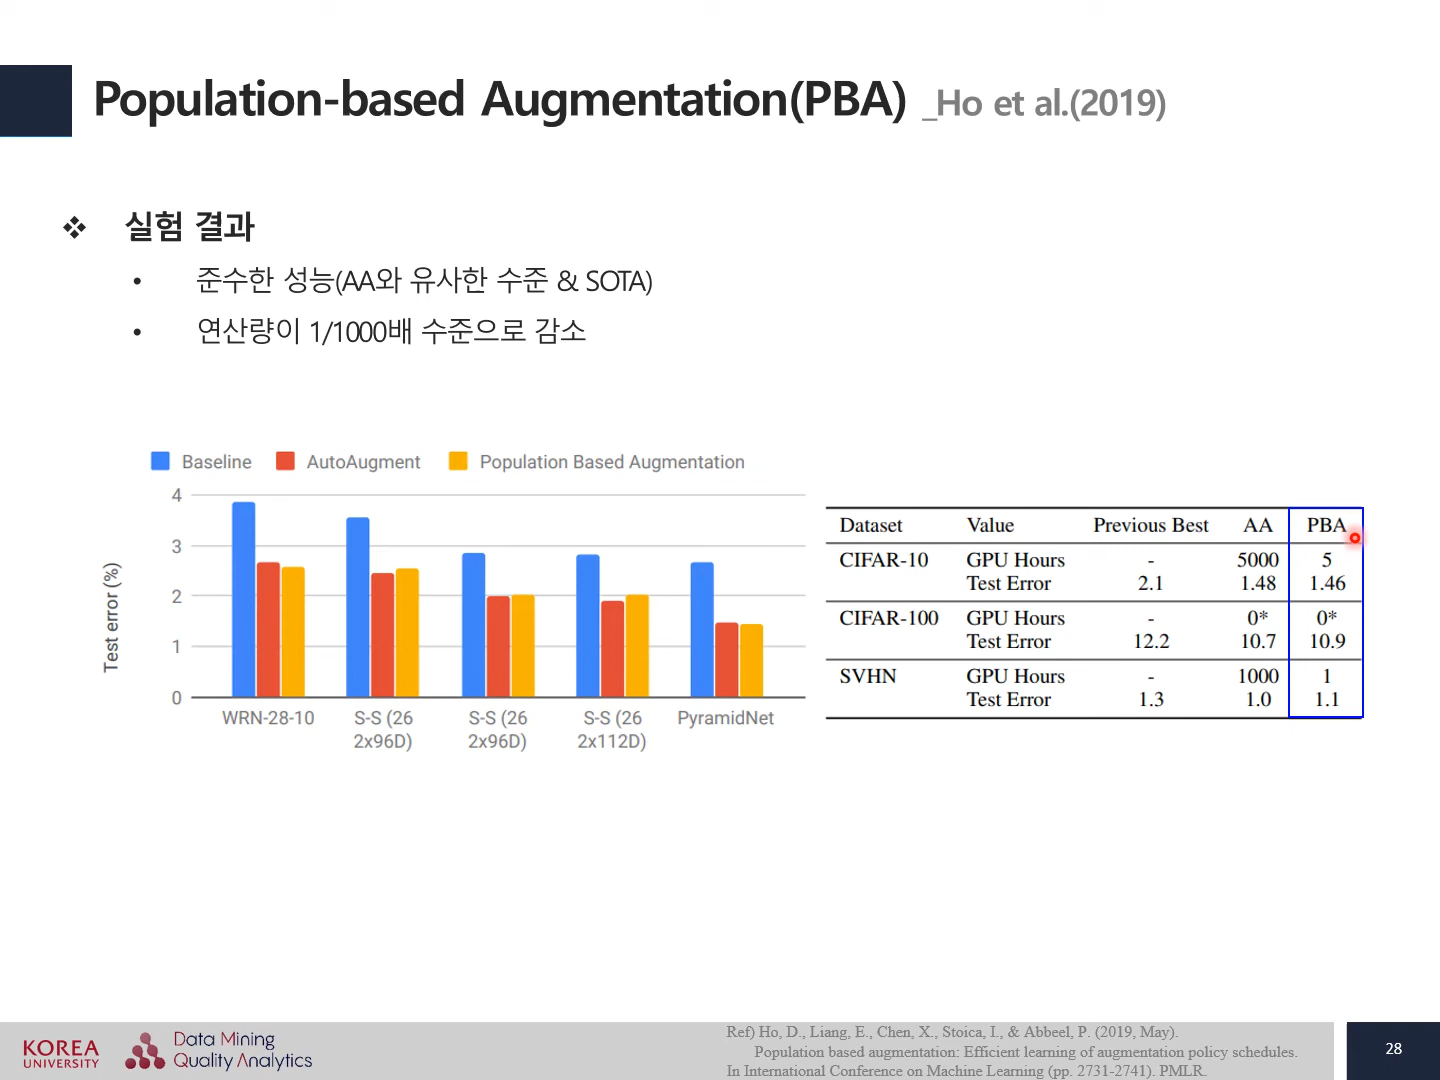 Population-based Augmentation(PBA) _Ho et al.(2019)
❖ 실험 결과
• 준수한 성능(AA와 유사한 수준 & SOTA)
• 연산량이 1/1000배 수준으로 감소
Baseline AutoAugment Population Based Augmentation
Test error (%)
4
3
2
1
0
WRN-28-10 S-S (26 2x96D) S-S (26 2x96D) S-S (26 2x112D) PyramidNet
Dataset Value Previous Best AA PBA
CIFAR-10 GPU Hours - 5000 5
Test Error 2.1 1.48 1.46
CIFAR-100 GPU Hours - 0* 0*
Test Error 12.2 10.7 10.9
SVHN GPU Hours - 1000 1
Test Error 1.3 1.0 1.1
KOREA
UNIVERSITY
Data Mining
Quality Analytics
Ref) Ho, D., Liang, E., Chen, X., Stoica, I., & Abbeel, P. (2019, May).
Population based augmentation: Efficient learning of augmentation policy schedules.
In International Conference on Machine Learning (pp. 2731-2741). PMLR.
28